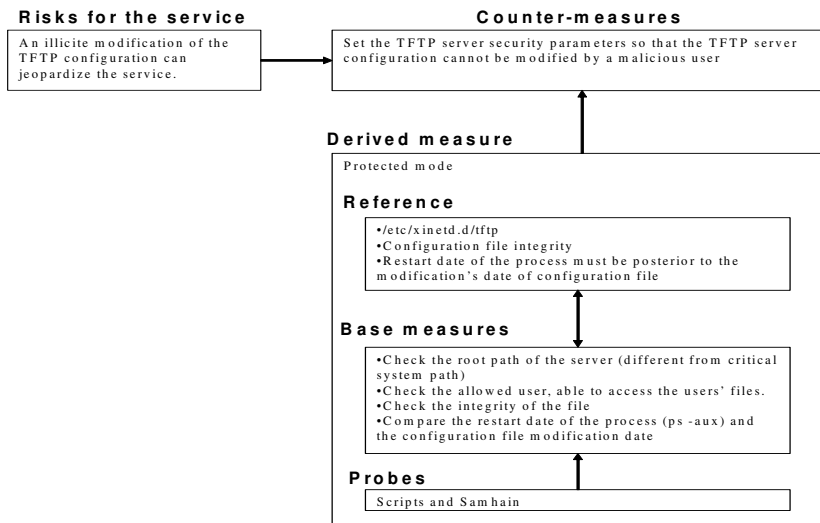 Risks for the service
Counter-measures
An illicit modification of the
TFTP configuration can
jeopardize the service.
Set the TFTP server security parameters so that the TFTP server
configuration cannot be modified by a malicious user
Derived measure
Protected mode
Reference
•/etc/xinetd.d/tftp
•Configuration file integrity
•Restart date of the process must be posterior to the
modification's date of configuration file
Base measures
•Check the root path of the server (different from critical
system path)
•Check the allowed user, able to access the users' files.
•Check the integrity of the file
•Compare the restart date of the process (ps -aux) and
the configuration file modification date
Probes
Scripts and Samhain